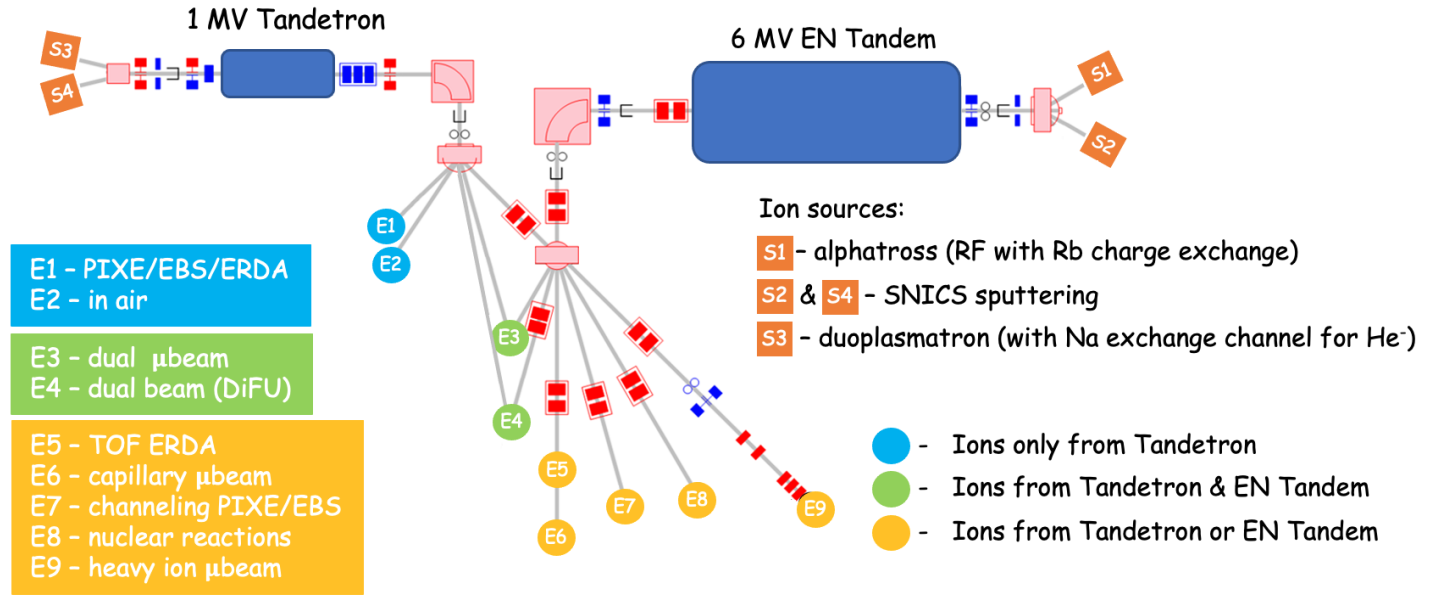 1 MV Tandetron
6 MV EN Tandem
S3
S4
S1
S2
E1
E2
E3
E4
E5
E6
E7
E8
E9
Ion sources:
S1 – alphatross (RF with Rb charge exchange)
S2 & S4 – SNICS sputtering
S3 – duoplasmatron (with Na exchange channel for He⁻)
E1 – PIXE/EBS/ERDA
E2 – in air
E3 – dual μbeam
E4 – dual beam (DiFU)
E5 – TOF ERDA
E6 – capillary μbeam
E7 – channeling PIXE/EBS
E8 – nuclear reactions
E9 – heavy ion μbeam
- Ions only from Tandetron
- Ions from Tandetron & EN Tandem
- Ions from Tandetron or EN Tandem